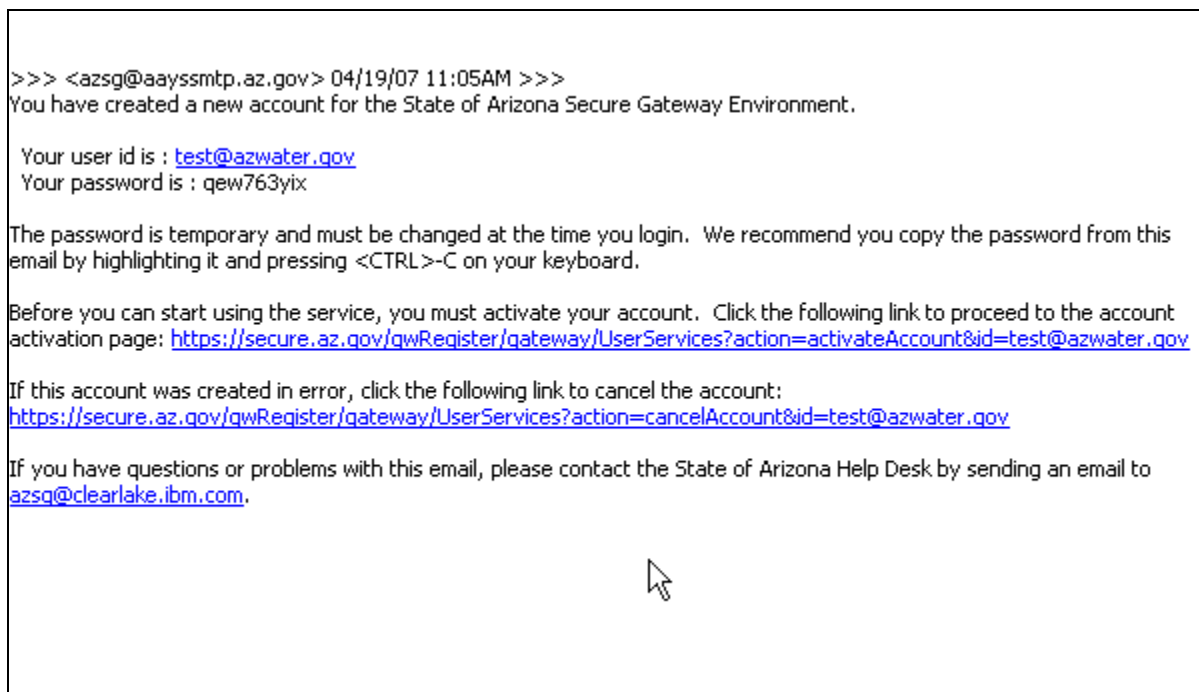 >>> <azsg@aayssmtp.az.gov> 04/19/07 11:05AM >>>
You have created a new account for the State of Arizona Secure Gateway Environment.
Your user id is : test@azwater.gov
Your password is : qew763yix
The password is temporary and must be changed at the time you login.  We recommend you copy the password from this
email by highlighting it and pressing <CTRL>-C on your keyboard.
Before you can start using the service, you must activate your account.  Click the following link to proceed to the account
activation page: https://secure.az.gov/gwRegister/gateway/UserServices?action=activateAccount&id=test@azwater.gov
If this account was created in error, click the following link to cancel the account:
https://secure.az.gov/gwRegister/gateway/UserServices?action=cancelAccount&id=test@azwater.gov
If you have questions or problems with this email, please contact the State of Arizona Help Desk by sending an email to
azsg@clearlake.ibm.com.